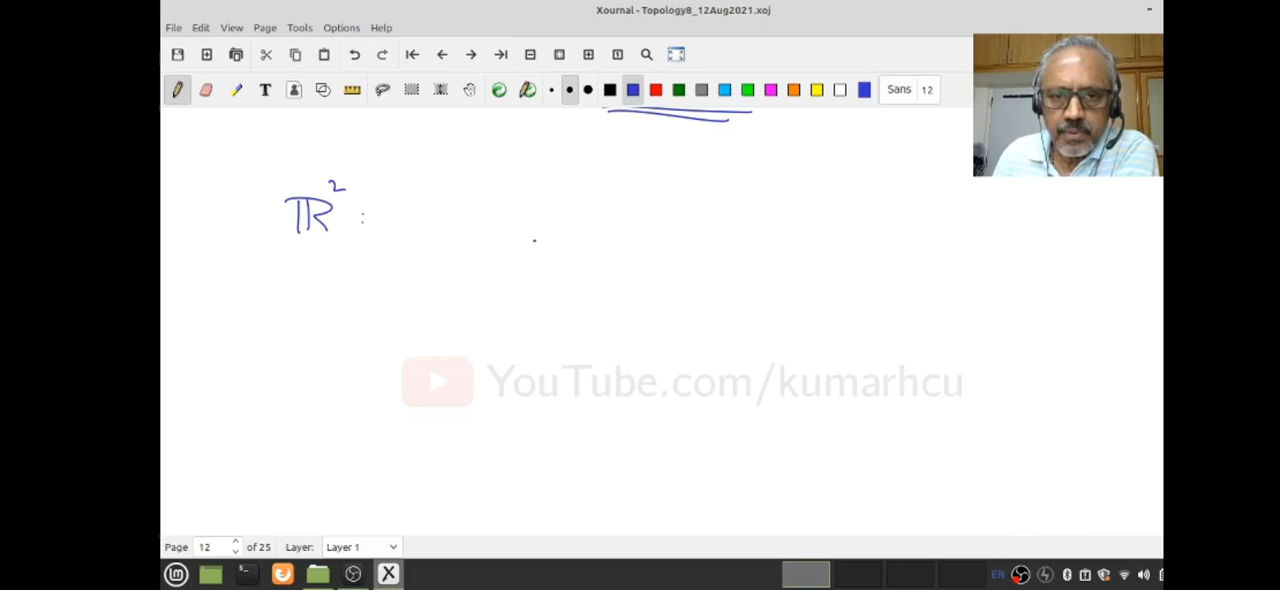 Xournal - Topology8_12Aug2021.xoj
File Edit View Page Tools Options Help
Sans 12
ℝ² :
YouTube.com/kumarhcu
Page 12 of 25 Layer: Layer 1
EN